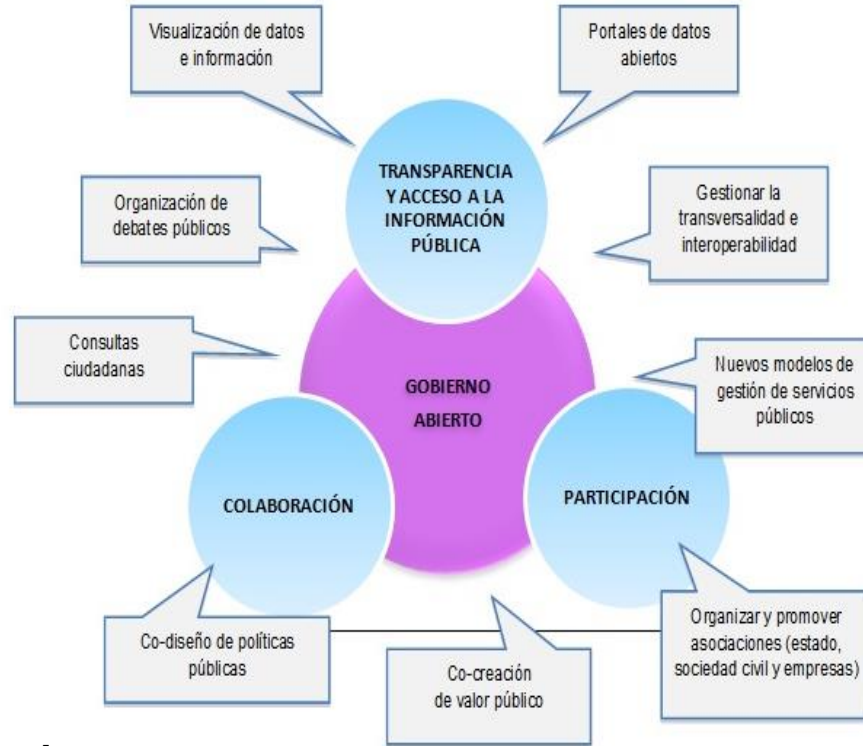 Visualización de datos
e información
Portales de datos
abiertos
TRANSPARENCIA
Y ACCESO A LA
INFORMACIÓN
PÚBLICA
Organización de
debates públicos
Gestionar la
transversalidad e
interoperabilidad
Consultas
ciudadanas
GOBIERNO
ABIERTO
Nuevos modelos de
gestión de servicios
públicos
COLABORACIÓN
PARTICIPACIÓN
Co-diseño de políticas
públicas
Co-creación
de valor público
Organizar y promover
asociaciones (estado,
sociedad civil y empresas)